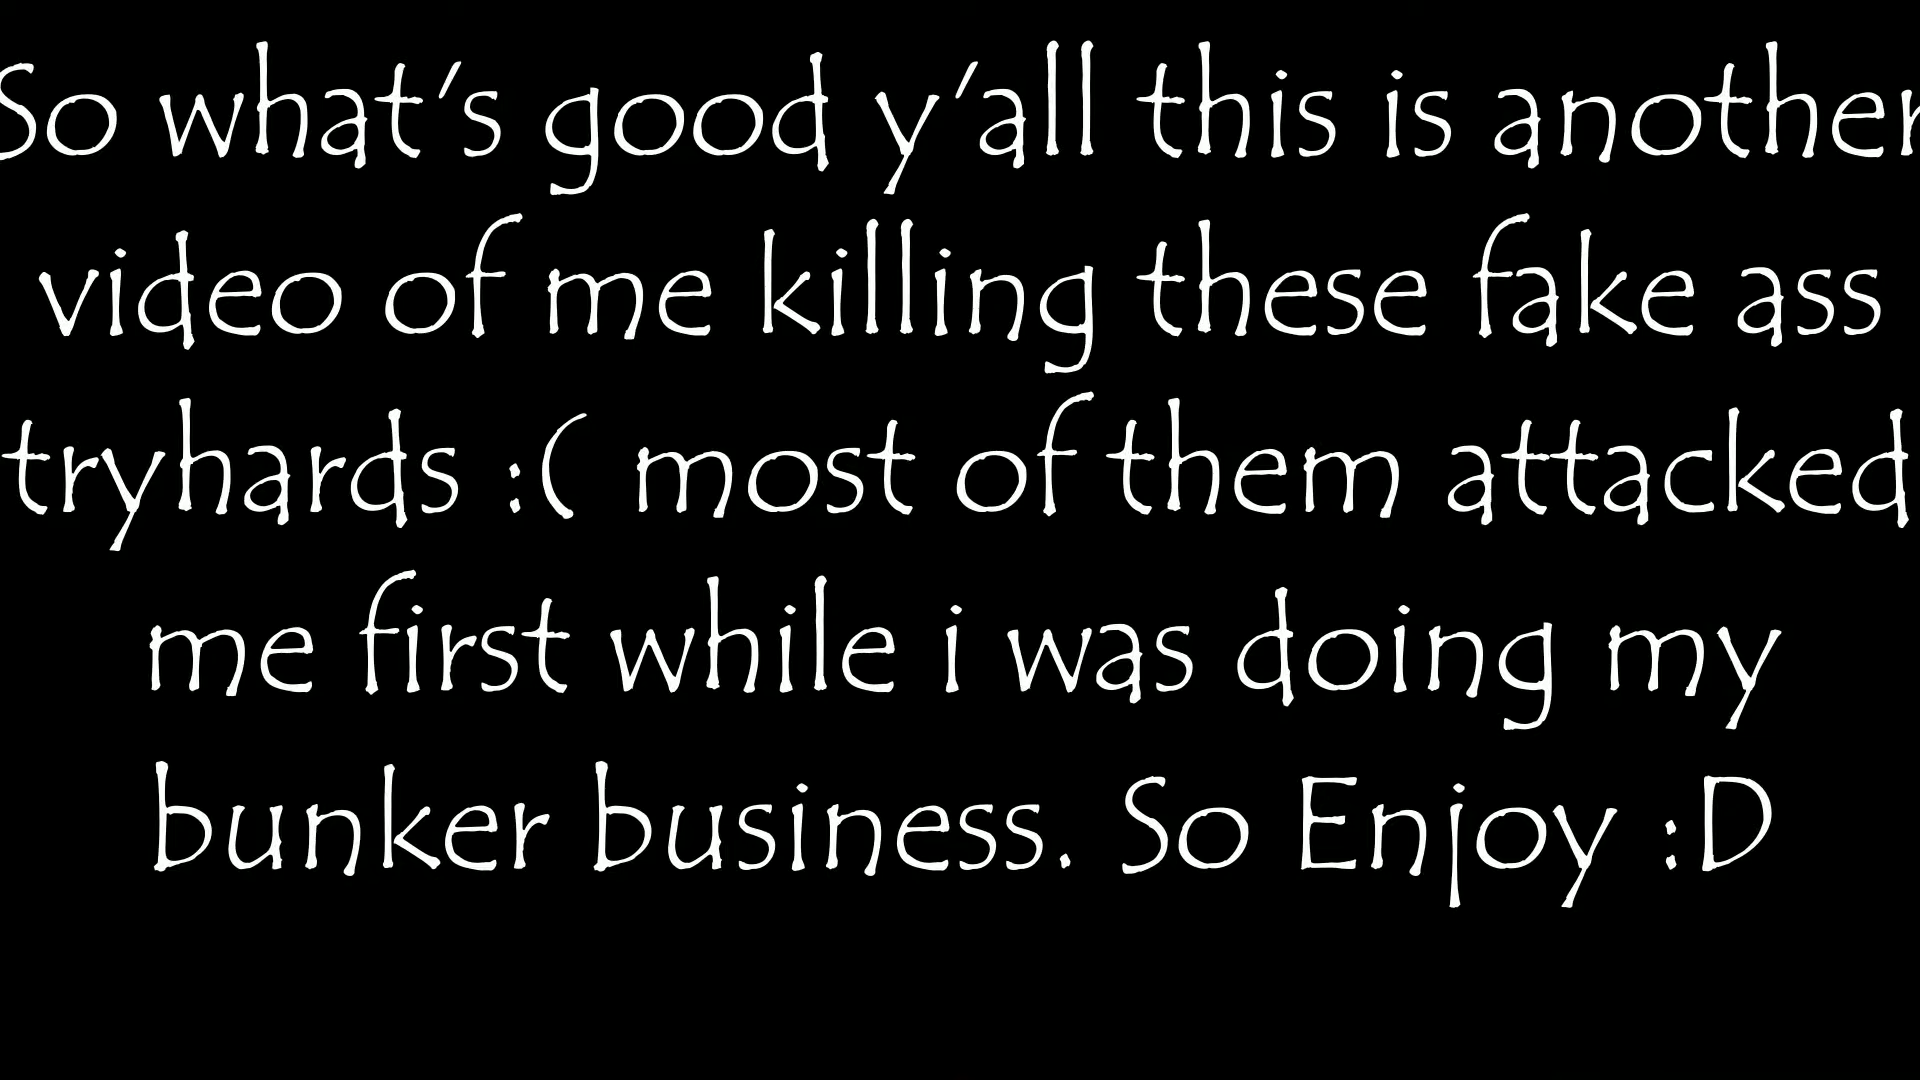 So what's good y'all this is another
video of me killing these fake ass
tryhards :( most of them attacked
me first while i was doing my
bunker business. So Enjoy :D